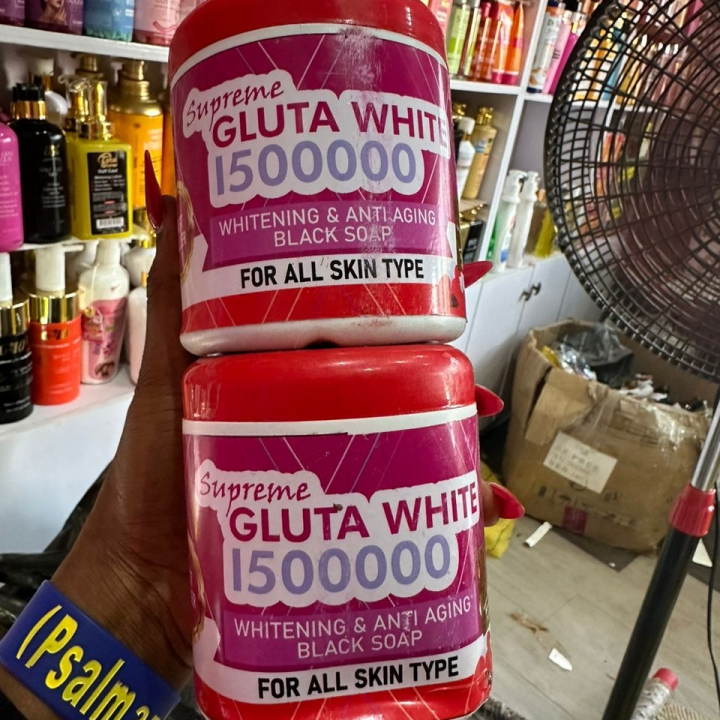 Supreme
GLUTA WHITE
1500000
WHITENING & ANTI AGING
BLACK SOAP
FOR ALL SKIN TYPE
Supreme
GLUTA WHITE
1500000
WHITENING & ANTI AGING
BLACK SOAP
FOR ALL SKIN TYPE
(Psalm